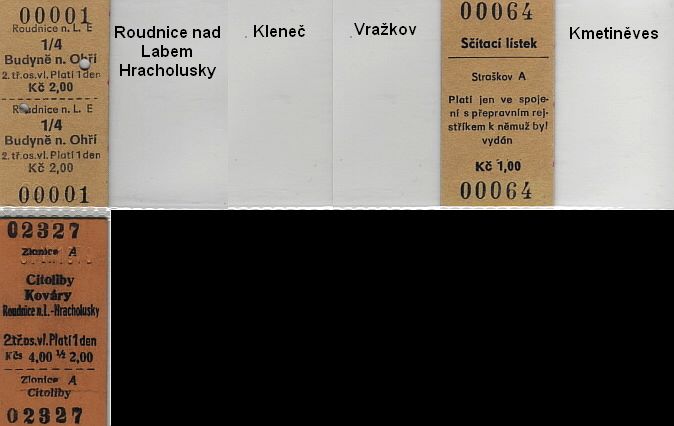 00001
Roudnice n. L. E
1/4
Budyně n. Ohří
2.tř.os.vl. Platí 1 den
Kč 2,00
Roudnice n. L. E
1/4
Budyně n. Ohří
2.tř.os.vl. Platí 1 den
Kč 2,00
00001
Roudnice nad
Labem
Hracholusky
Kleneč
Vražkov
00064
Sčítací lístek
Straškov A
Platí jen ve spoje-
ní s přepravním rej-
stříkem k němuž byl
vydán
Kč 1,00
00064
Kmetiněves
02327
Zlonice A
Citoliby
Kováry
Roudnice n.L.-Hracholusky
2.tř.os.vl. Platí 1 den
Kčs 4,00 ½ 2,00
Zlonice A
Citoliby
02327